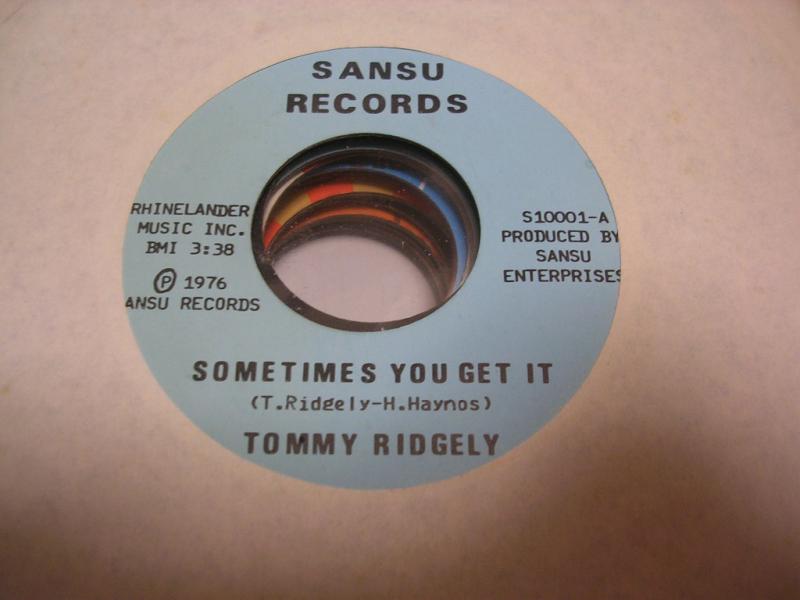 SANSU
RECORDS
RHINELANDER
MUSIC INC.
BMI 3:38
Ⓟ 1976
ANSU RECORDS
S10001-A
PRODUCED BY
SANSU
ENTERPRISES
SOMETIMES YOU GET IT
(T.Ridgely-H.Haynos)
TOMMY RIDGELY